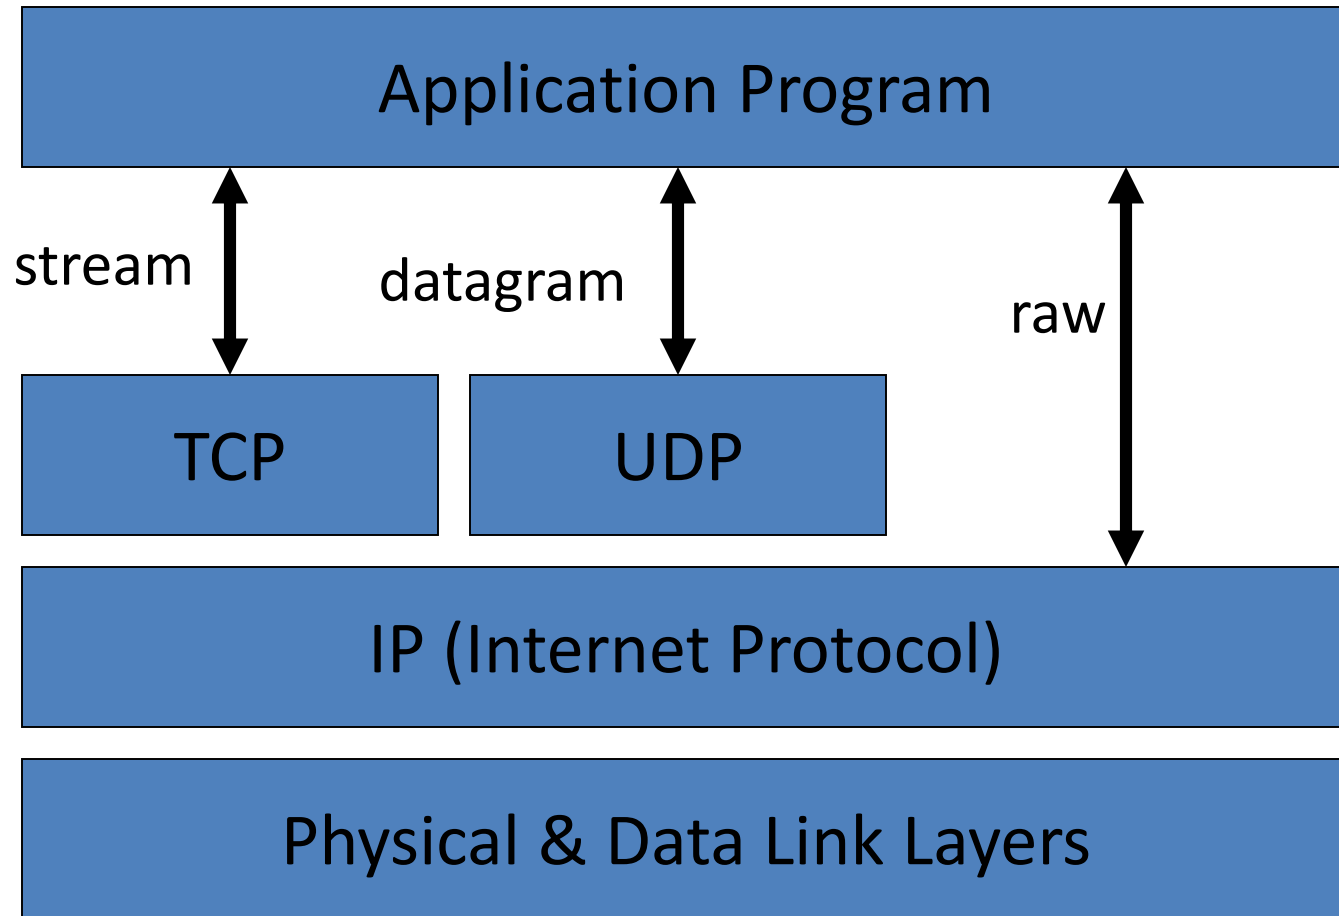 Application Program
stream
datagram
raw
TCP
UDP
IP (Internet Protocol)
Physical & Data Link Layers